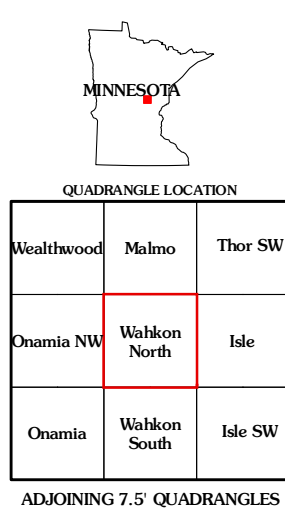 MINNESOTA
QUADRANGLE LOCATION
Wealthwood Malmo Thor SW
Onamia NW Wahkon North Isle
Onamia Wahkon South Isle SW
ADJOINING 7.5' QUADRANGLES